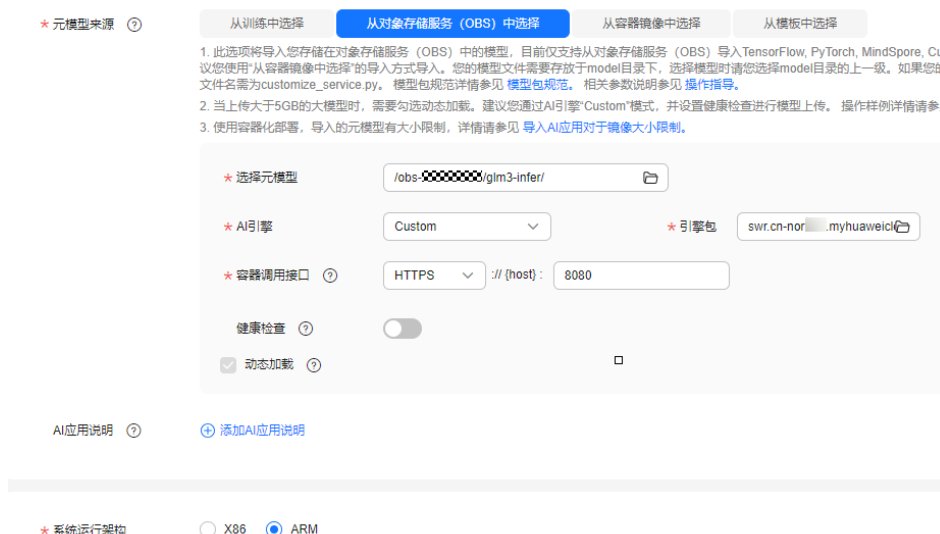 * 元模型来源 ? 从训练中选择 从对象存储服务（OBS）中选择 从容器镜像中选择 从模板中选择
1. 此选项将导入您存储在对象存储服务（OBS）中的模型，目前仅支持从对象存储服务（OBS）导入TensorFlow, PyTorch, MindSpore, Cu
议您使用“从容器镜像中选择”的导入方式导入。您的模型文件需要存放于model目录下，选择模型时请您选择model目录的上一级。如果您的
文件名需为customize_service.py。 模型包规范详情参见 模型包规范。 相关参数说明参见 操作指导。
2. 当上传大于5GB的大模型时，需要勾选动态加载。建议您通过AI引擎“Custom”模式，并设置健康检查进行模型上传。 操作样例详情请参
3. 使用容器化部署，导入的元模型有大小限制，详情请参见 导入AI应用对于镜像大小限制。
* 选择元模型 /obs- /glm3-infer/
* AI引擎 Custom * 引擎包 swr.cn-nor .myhuaweicl
* 容器调用接口 ? HTTPS :// {host} : 8080
健康检查 ?
动态加载 ?
AI应用说明 ? 添加AI应用说明
* 系统运行架构 X86 ARM